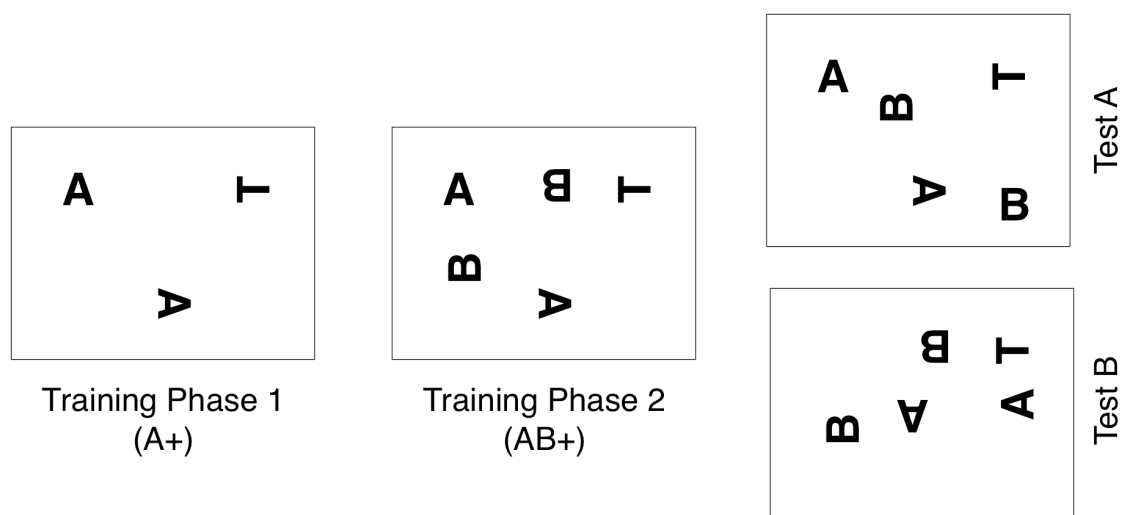 A T
A
Training Phase 1
(A+)
A B T
B
A
Training Phase 2
(AB+)
A T
B
A B
Test A
B T
A A
B
Test B